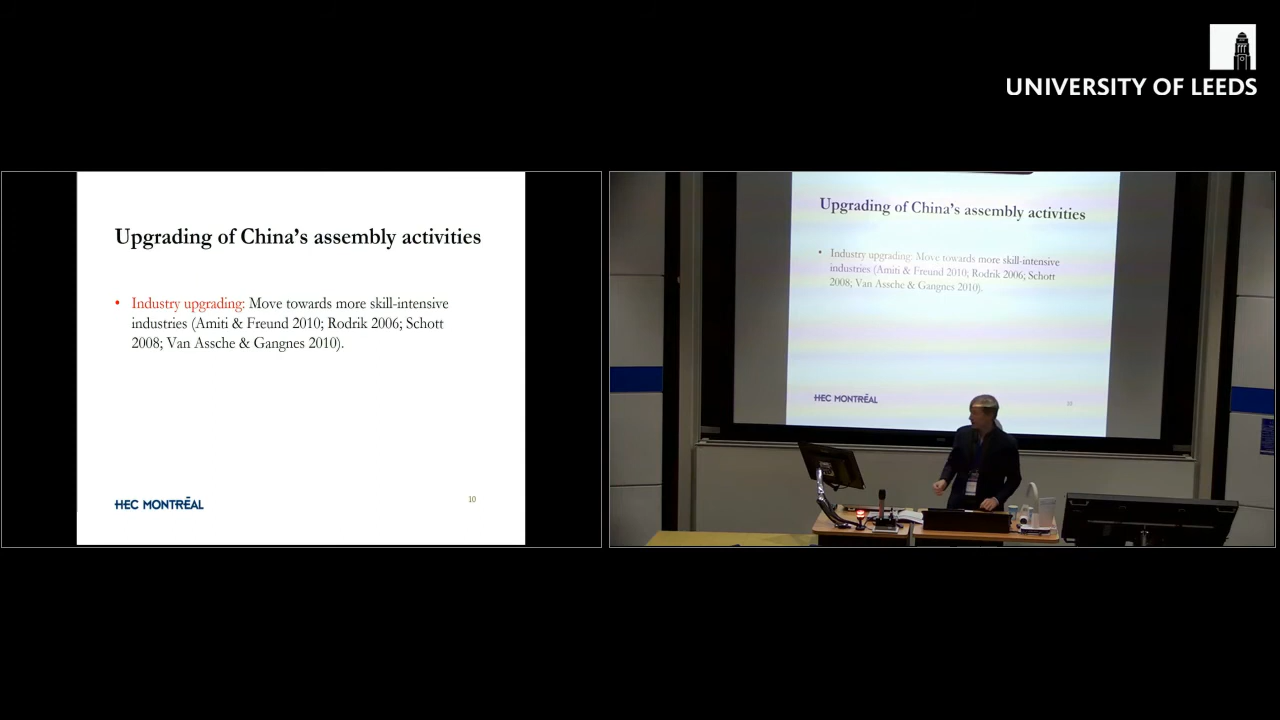 UNIVERSITY OF LEEDS
Upgrading of China's assembly activities
• Industry upgrading: Move towards more skill-intensive
industries (Amiti & Freund 2010; Rodrik 2006; Schott
2008; Van Assche & Gangnes 2010).
HEC MONTRĒAL
10
Upgrading of China's assembly activities
• Industry upgrading: Move towards more skill-intensive
industries (Amiti & Freund 2010; Rodrik 2006; Schott
2008; Van Assche & Gangnes 2010).
HEC MONTRĒAL